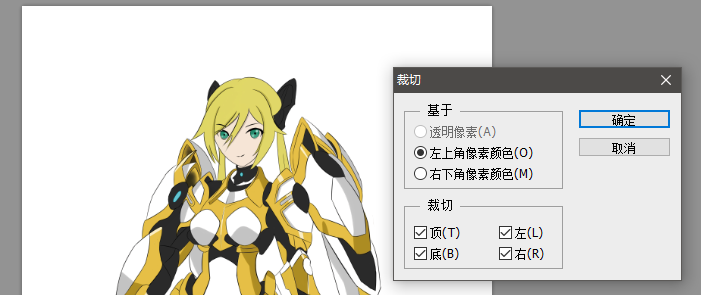 裁切
基于
透明像素(A)
左上角像素颜色(O)
右下角像素颜色(M)
确定
取消
裁切
顶(T) 左(L)
底(B) 右(R)